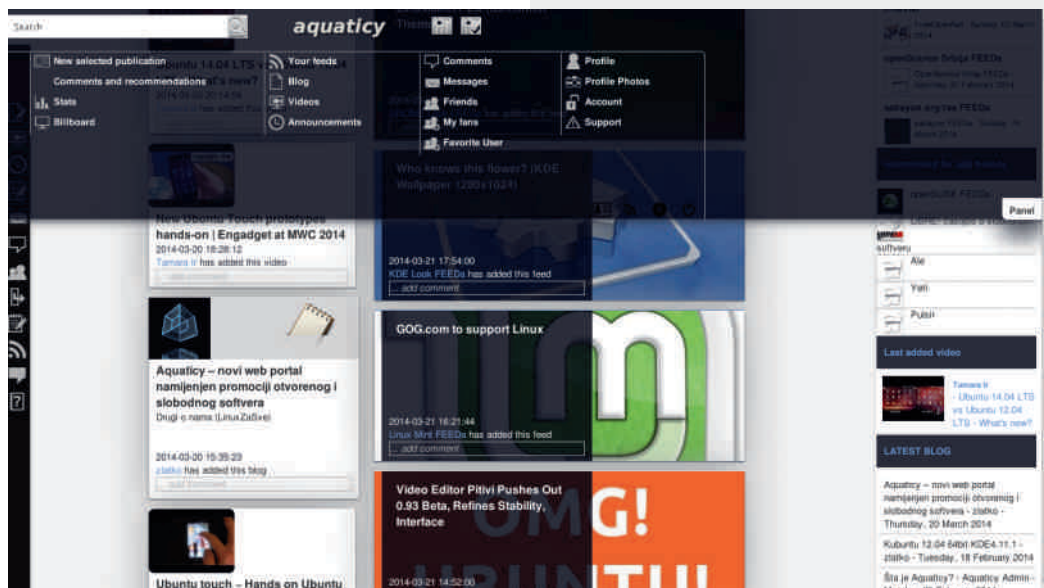 Search
aquaticy
New selected publication
Comments and recommendations
Stats
Billboard
Your feeds
Blog
Videos
Announcements
Comments
Messages
Friends
My fans
Favorite User
Profile
Profile Photos
Account
Support
Panel
Who knows this flower? (KDE
Wallpaper (280x1024)
2014-03-21 17:54:00
KDE Look FEEDs has added this feed
... add comment
New Ubuntu Touch prototypes
hands-on | Engadget at MWC 2014
2014-03-20 18:28:12
Tamara Ir has added this video
... add comment
Aquaticy – novi web portal
namijenjen promociji otvorenog i
slobodnog softvera
Drugi o nama (LinuxZaSve)
2014-03-20 15:35:23
zlatko has added this blog
... add comment
Ubuntu touch – Hands on Ubuntu
GOG.com to support Linux
2014-03-21 16:21:44
Linux Mint FEEDs has added this feed
... add comment
Video Editor Pitivi Pushes Out
0.93 Beta, Refines Stability,
Interface
2014-03-21 14:52:00
OMG!
UBUNTU!
openSUSE FEEDs
softveru
Ale
Yeti
Last added video
Tamara Ir
- Ubuntu 14.04 LTS
vs Ubuntu 12.04
LTS - What's new?
LATEST BLOG
Aquaticy – novi web portal
namijenjen promociji otvorenog i
slobodnog softvera - zlatko -
Thursday, 20 March 2014
Kubuntu 12.04 64bit KDE4.11.1 -
zlatko - Tuesday, 18 February 2014
Šta je Aquaticy? - Aquaticy Admin -